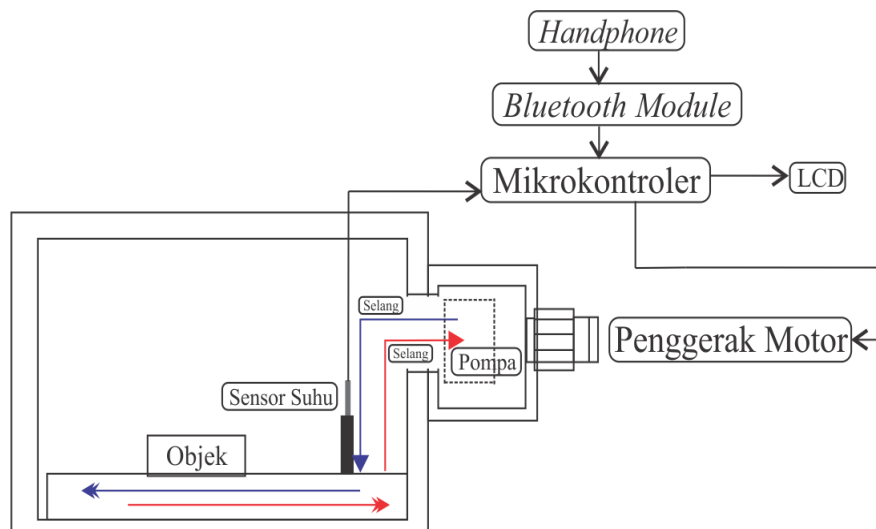 Handphone
Bluetooth Module
Mikrokontroler
LCD
Selang
Selang
Penggerak Motor
Pompa
Sensor Suhu
Objek